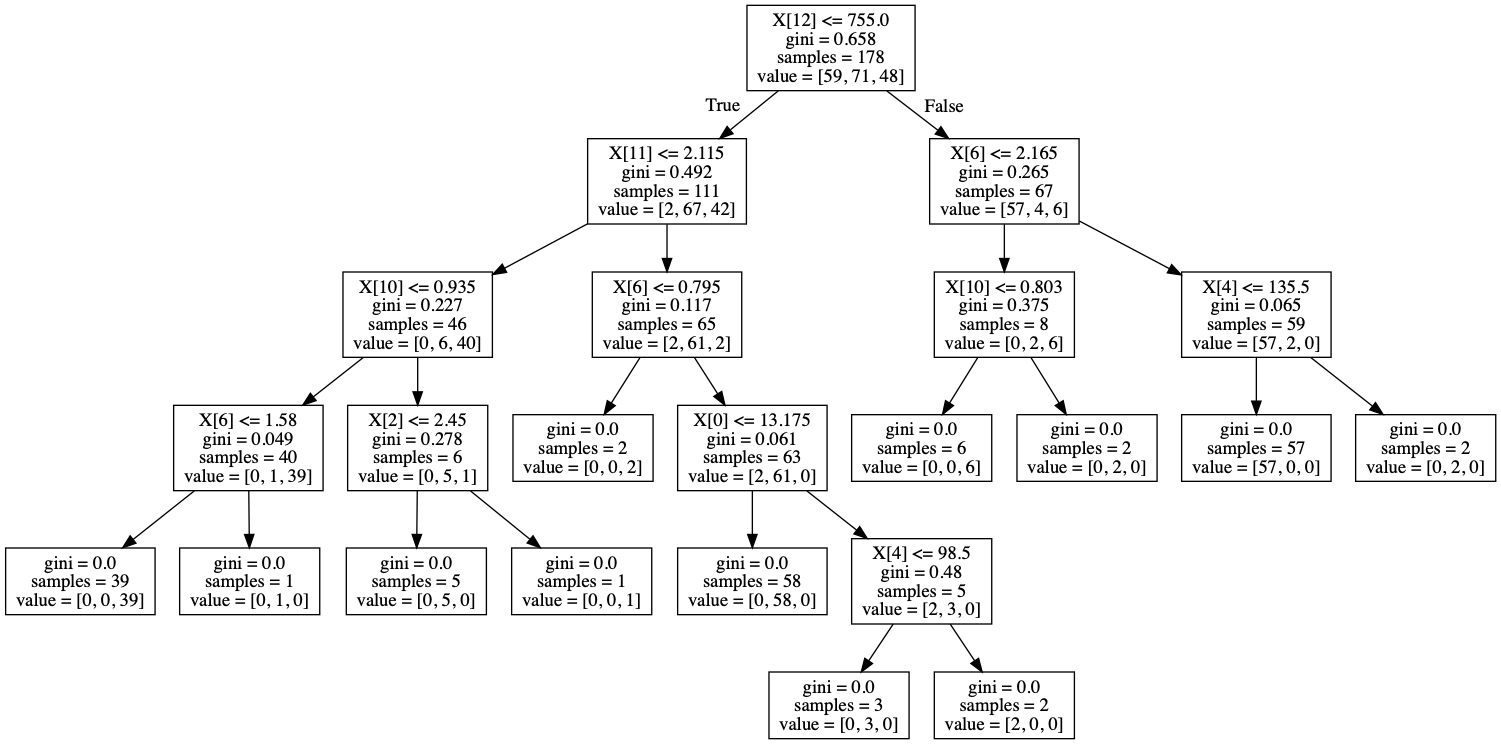 X[12] <= 755.0
gini = 0.658
samples = 178
value = [59, 71, 48]
True
False
X[11] <= 2.115
gini = 0.492
samples = 111
value = [2, 67, 42]
X[6] <= 2.165
gini = 0.265
samples = 67
value = [57, 4, 6]
X[10] <= 0.935
gini = 0.227
samples = 46
value = [0, 6, 40]
X[6] <= 0.795
gini = 0.117
samples = 65
value = [2, 61, 2]
X[10] <= 0.803
gini = 0.375
samples = 8
value = [0, 2, 6]
X[4] <= 135.5
gini = 0.065
samples = 59
value = [57, 2, 0]
X[6] <= 1.58
gini = 0.049
samples = 40
value = [0, 1, 39]
X[2] <= 2.45
gini = 0.278
samples = 6
value = [0, 5, 1]
gini = 0.0
samples = 2
value = [0, 0, 2]
X[0] <= 13.175
gini = 0.061
samples = 63
value = [2, 61, 0]
gini = 0.0
samples = 6
value = [0, 0, 6]
gini = 0.0
samples = 2
value = [0, 2, 0]
gini = 0.0
samples = 57
value = [57, 0, 0]
gini = 0.0
samples = 2
value = [0, 2, 0]
gini = 0.0
samples = 39
value = [0, 0, 39]
gini = 0.0
samples = 1
value = [0, 1, 0]
gini = 0.0
samples = 5
value = [0, 5, 0]
gini = 0.0
samples = 1
value = [0, 0, 1]
gini = 0.0
samples = 58
value = [0, 58, 0]
X[4] <= 98.5
gini = 0.48
samples = 5
value = [2, 3, 0]
gini = 0.0
samples = 3
value = [0, 3, 0]
gini = 0.0
samples = 2
value = [2, 0, 0]